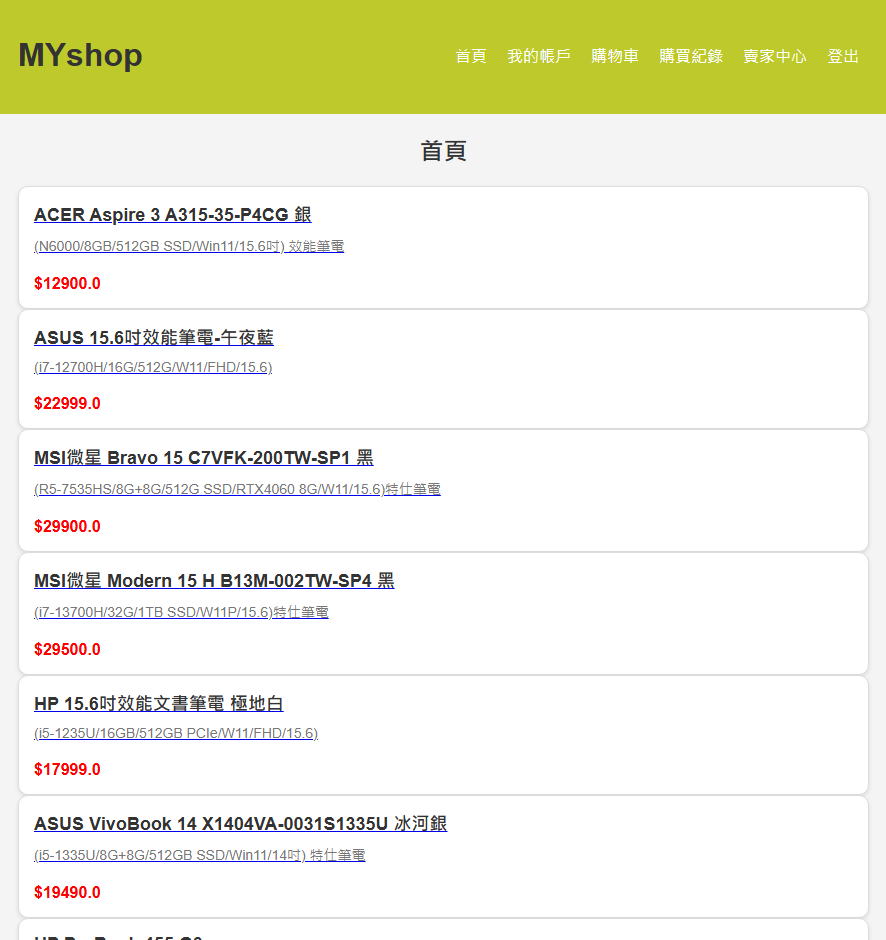 MYshop
首頁 我的帳戶 購物車 購買紀錄 賣家中心 登出
首頁
ACER Aspire 3 A315-35-P4CG 銀
(N6000/8GB/512GB SSD/Win11/15.6吋) 效能筆電
$12900.0
ASUS 15.6吋效能筆電-午夜藍
(i7-12700H/16G/512G/W11/FHD/15.6)
$22999.0
MSI微星 Bravo 15 C7VFK-200TW-SP1 黑
(R5-7535HS/8G+8G/512G SSD/RTX4060 8G/W11/15.6)特仕筆電
$29900.0
MSI微星 Modern 15 H B13M-002TW-SP4 黑
(i7-13700H/32G/1TB SSD/W11P/15.6)特仕筆電
$29500.0
HP 15.6吋效能文書筆電 極地白
(i5-1235U/16GB/512GB PCIe/W11/FHD/15.6)
$17999.0
ASUS VivoBook 14 X1404VA-0031S1335U 冰河銀
(i5-1335U/8G+8G/512GB SSD/Win11/14吋) 特仕筆電
$19490.0